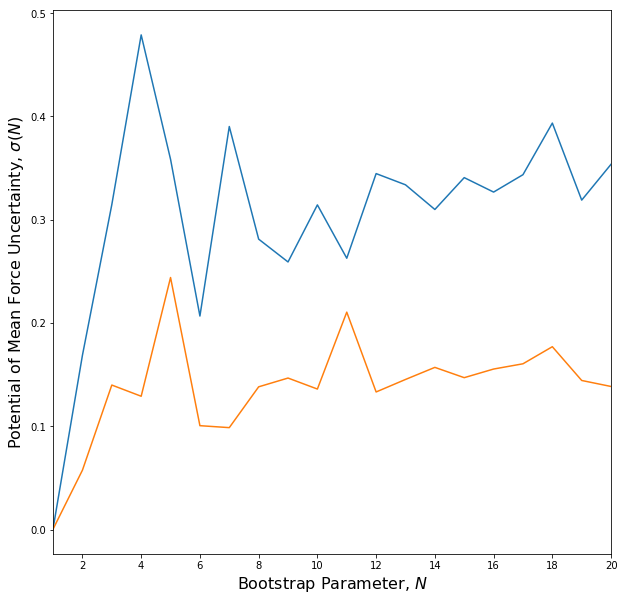 0.5
0.4
0.3
0.2
0.1
0.0
Potential of Mean Force Uncertainty, σ(N)
2 4 6 8 10 12 14 16 18 20
Bootstrap Parameter, N